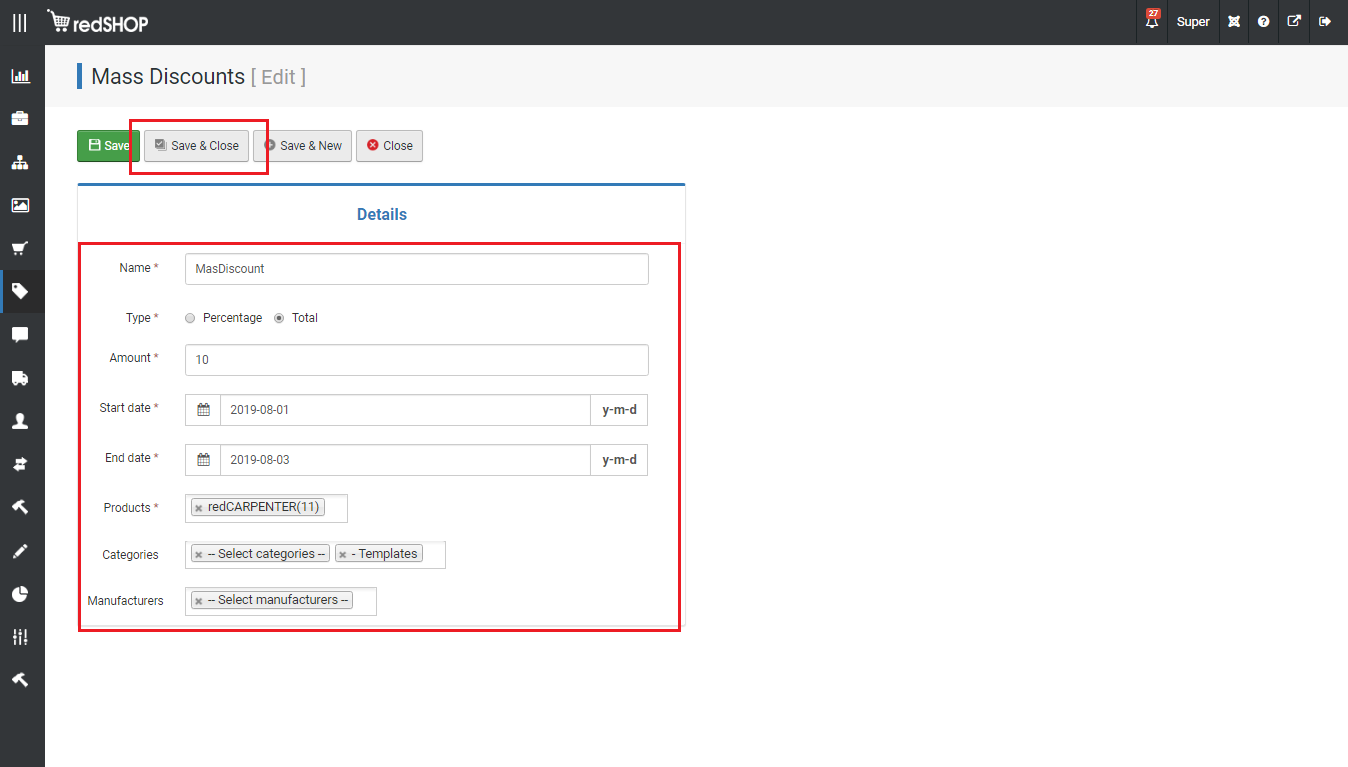 redSHOP
27
Super
Mass Discounts [ Edit ]
Save
Save & Close
Save & New
Close
Details
Name *
MasDiscount
Type *
Percentage
Total
Amount *
10
Start date *
2019-08-01
y-m-d
End date *
2019-08-03
y-m-d
Products *
× redCARPENTER(11)
Categories
× -- Select categories -- × - Templates
Manufacturers
× -- Select manufacturers --